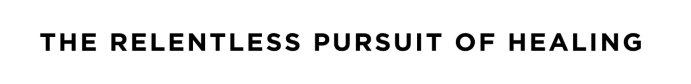 THE RELENTLESS PURSUIT OF HEALING